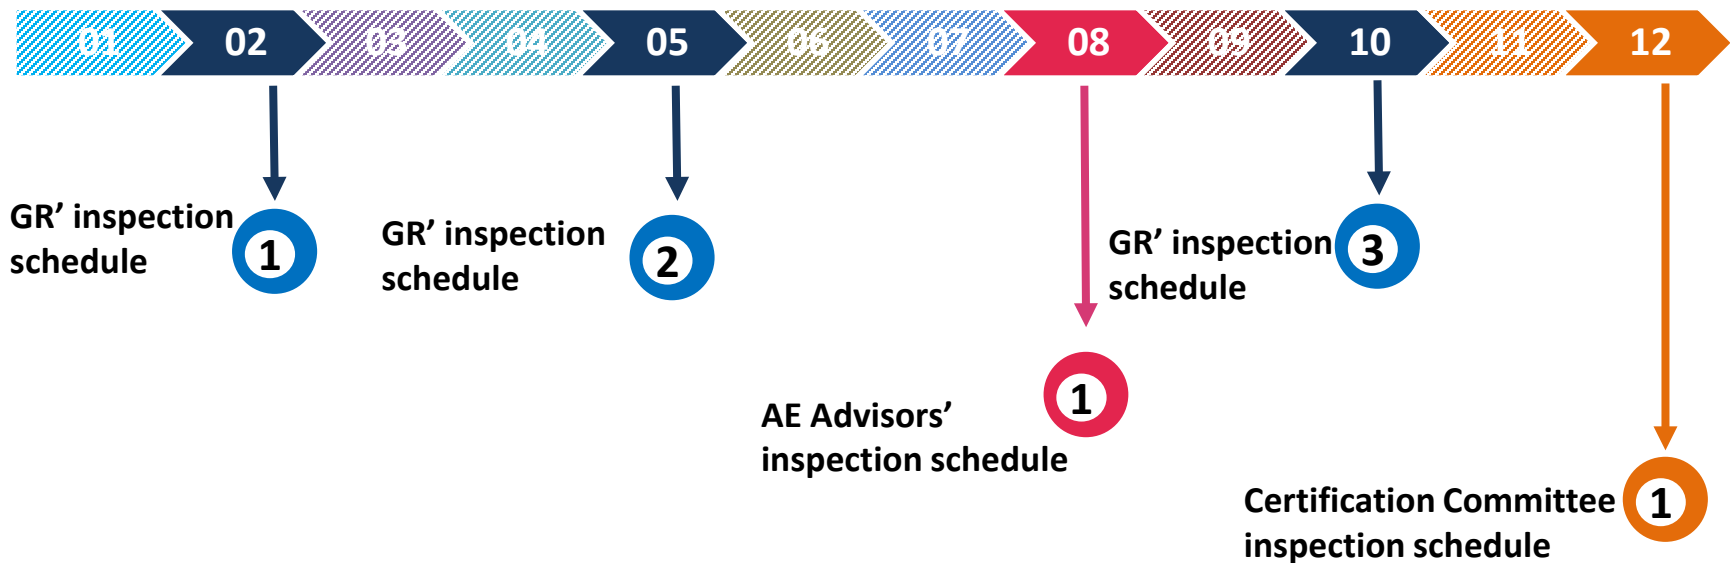 01 02 03 04 05 06 07 08 09 10 11 12
GR’ inspection
schedule
1
GR’ inspection
schedule
2
GR’ inspection
schedule
3
AE Advisors’
inspection schedule
1
Certification Committee
inspection schedule
1